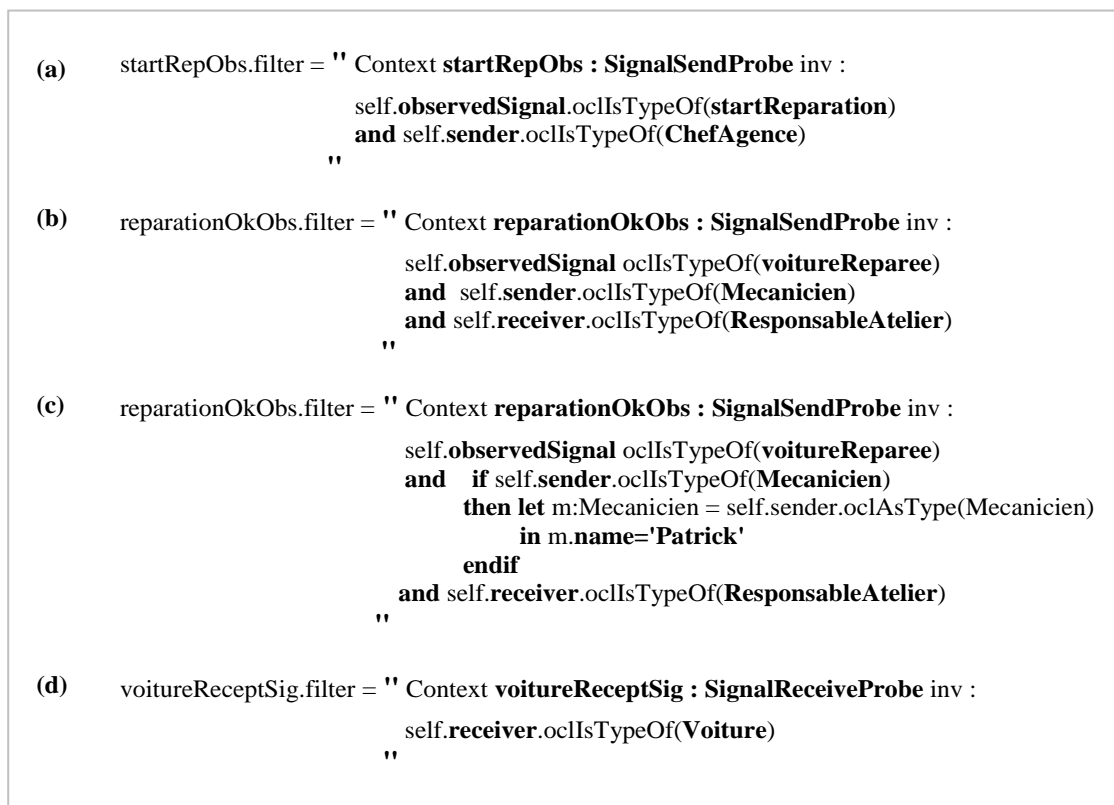 (a) startRepObs.filter = " Context startRepObs : SignalSendProbe inv :
self.observedSignal.oclIsTypeOf(startReparation)
and self.sender.oclIsTypeOf(ChefAgence)
"
(b) reparationOkObs.filter = " Context reparationOkObs : SignalSendProbe inv :
self.observedSignal oclIsTypeOf(voitureReparee)
and self.sender.oclIsTypeOf(Mecanicien)
and self.receiver.oclIsTypeOf(ResponsableAtelier)
"
(c) reparationOkObs.filter = " Context reparationOkObs : SignalSendProbe inv :
self.observedSignal oclIsTypeOf(voitureReparee)
and if self.sender.oclIsTypeOf(Mecanicien)
then let m:Mecanicien = self.sender.oclAsType(Mecanicien)
in m.name='Patrick'
endif
and self.receiver.oclIsTypeOf(ResponsableAtelier)
"
(d) voitureReceptSig.filter = " Context voitureReceptSig : SignalReceiveProbe inv :
self.receiver.oclIsTypeOf(Voiture)
"